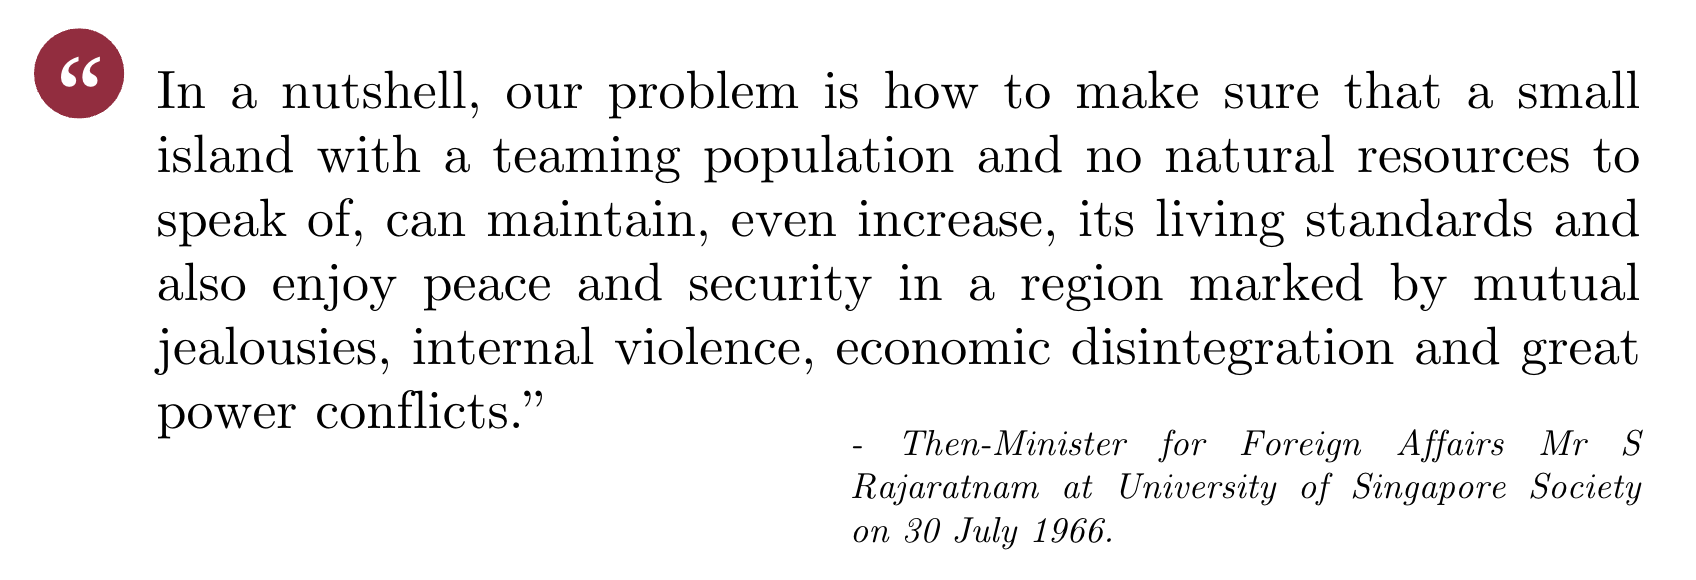 “
In a nutshell, our problem is how to make sure that a small
island with a teaming population and no natural resources to
speak of, can maintain, even increase, its living standards and
also enjoy peace and security in a region marked by mutual
jealousies, internal violence, economic disintegration and great
power conflicts.”
- Then-Minister for Foreign Affairs Mr S
Rajaratnam at University of Singapore Society
on 30 July 1966.